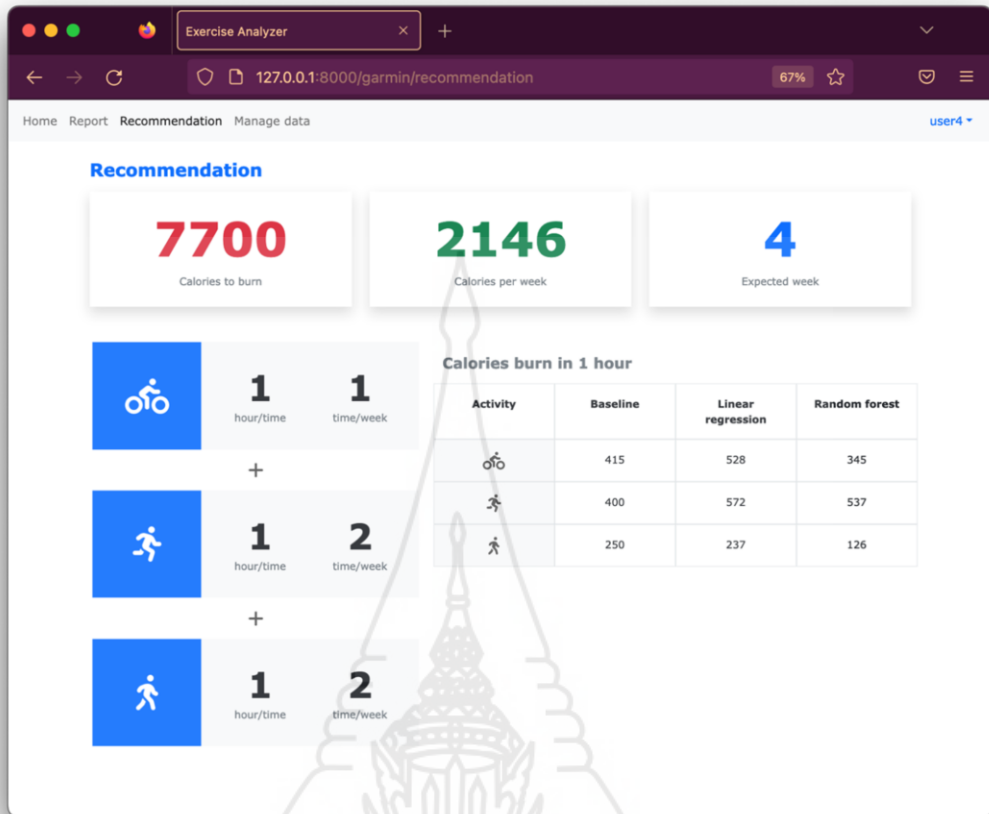 Exercise Analyzer
127.0.0.1:8000/garmin/recommendation 67%
Home Report Recommendation Manage data user4
Recommendation
7700 2146 4
Calories to burn Calories per week Expected week
1 1
hour/time time/week
+
1 2
hour/time time/week
+
1 2
hour/time time/week
Calories burn in 1 hour
Activity Baseline Linear regression Random forest
415 528 345
400 572 537
250 237 126